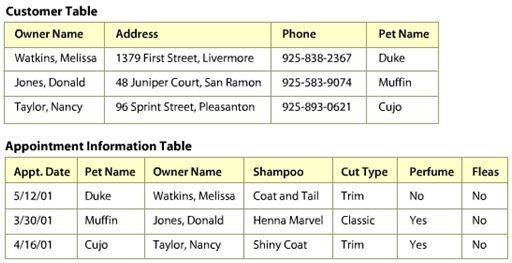 Customer Table
Owner Name Address Phone Pet Name
Watkins, Melissa 1379 First Street, Livermore 925-838-2367 Duke
Jones, Donald 48 Juniper Court, San Ramon 925-583-9074 Muffin
Taylor, Nancy 96 Sprint Street, Pleasanton 925-893-0621 Cujo
Appointment Information Table
Appt. Date Pet Name Owner Name Shampoo Cut Type Perfume Fleas
5/12/01 Duke Watkins, Melissa Coat and Tail Trim No No
3/30/01 Muffin Jones, Donald Henna Marvel Classic Yes No
4/16/01 Cujo Taylor, Nancy Shiny Coat Trim Yes No